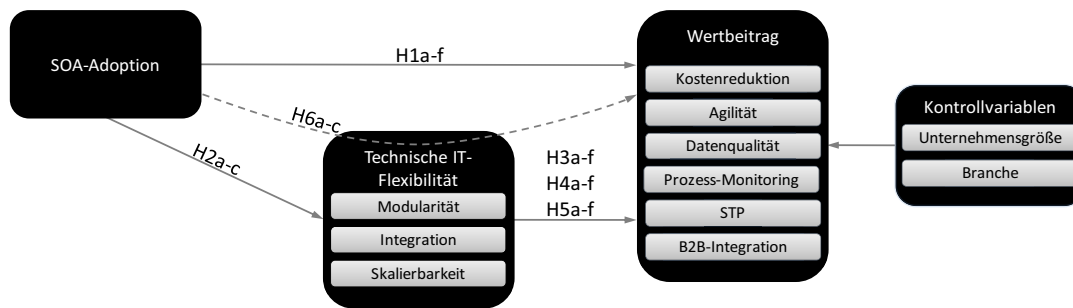 SOA-Adoption
H1a-f
H6a-c
H2a-c
Technische IT-
Flexibilität
Modularität
Integration
Skalierbarkeit
H3a-f
H4a-f
H5a-f
Wertbeitrag
Kostenreduktion
Agilität
Datenqualität
Prozess-Monitoring
STP
B2B-Integration
Kontrollvariablen
Unternehmensgröße
Branche